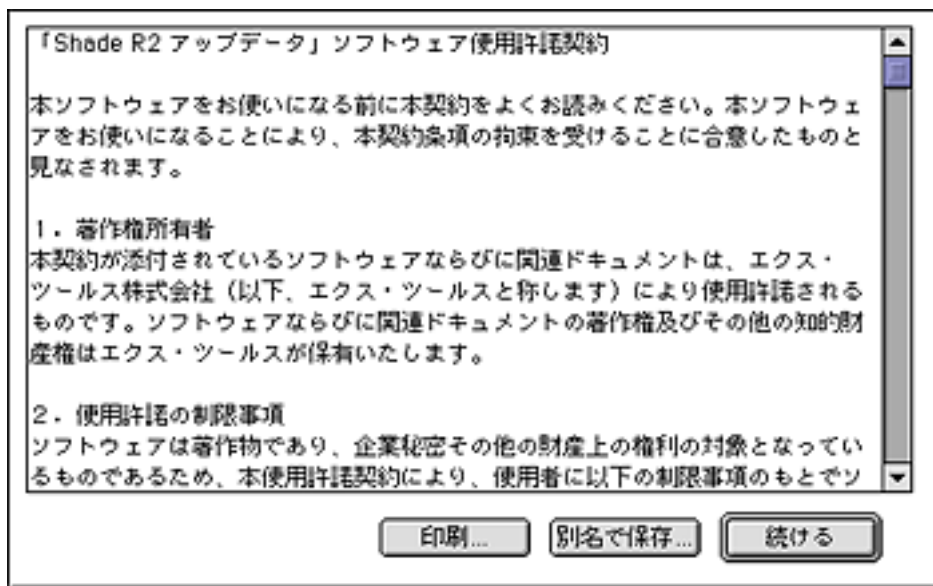 「Shade R2 アップデータ」ソフトウェア使用許諾契約
本ソフトウェアをお使いになる前に本契約をよくお読みください。本ソフトウェ
アをお使いになることにより、本契約条項の拘束を受けることに合意したものと
見なされます。
1．著作権所有者
本契約が添付されているソフトウェアならびに関連ドキュメントは、エクス・
ツールス株式会社（以下、エクス・ツールスと称します）により使用許諾される
ものです。ソフトウェアならびに関連ドキュメントの著作権及びその他の知的財
産権はエクス・ツールスが保有いたします。
2．使用許諾の制限事項
ソフトウェアは著作物であり、企業秘密その他の財産上の権利の対象となってい
るものであるため、本使用許諾契約により、使用者に以下の制限事項のもとでソ
印刷...
別名で保存...
続ける